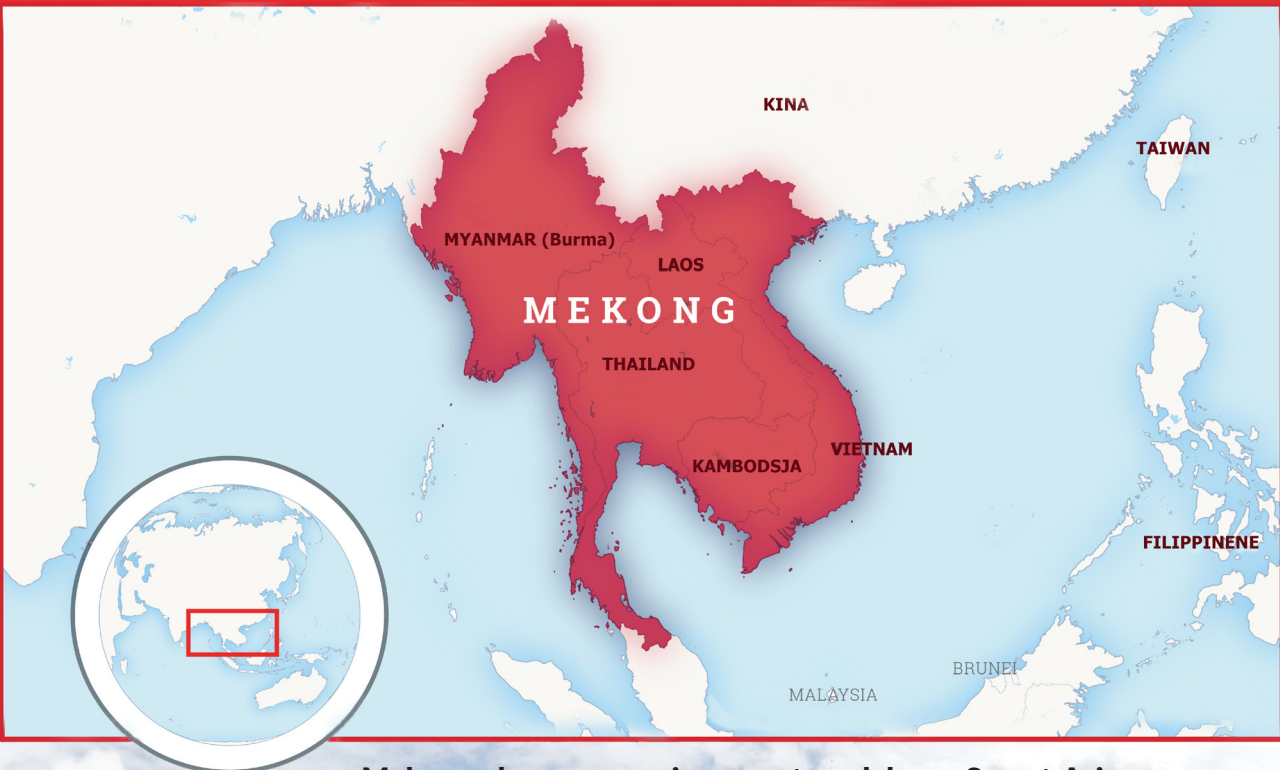 KINA
TAIWAN
MYANMAR (Burma)
LAOS
MEKONG
THAILAND
VIETNAM
KAMBODSJA
FILIPPINENE
BRUNEI
MALAYSIA